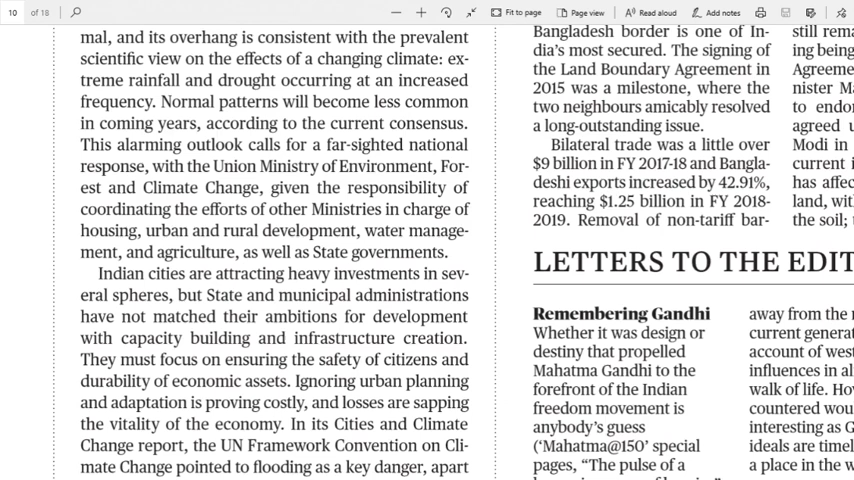 10 of 18
Fit to page
Page view
Read aloud
Add notes
mal, and its overhang is consistent with the prevalent
scientific view on the effects of a changing climate: ex-
treme rainfall and drought occurring at an increased
frequency. Normal patterns will become less common
in coming years, according to the current consensus.
This alarming outlook calls for a far-sighted national
response, with the Union Ministry of Environment, For-
est and Climate Change, given the responsibility of
coordinating the efforts of other Ministries in charge of
housing, urban and rural development, water manage-
ment, and agriculture, as well as State governments.
Indian cities are attracting heavy investments in sev-
eral spheres, but State and municipal administrations
have not matched their ambitions for development
with capacity building and infrastructure creation.
They must focus on ensuring the safety of citizens and
durability of economic assets. Ignoring urban planning
and adaptation is proving costly, and losses are sapping
the vitality of the economy. In its Cities and Climate
Change report, the UN Framework Convention on Cli-
mate Change pointed to flooding as a key danger, apart
Bangladesh border is one of In-
dia's most secured. The signing of
the Land Boundary Agreement in
2015 was a milestone, where the
two neighbours amicably resolved
a long-outstanding issue.
Bilateral trade was a little over
$9 billion in FY 2017-18 and Bangla-
deshi exports increased by 42.91%,
reaching $1.25 billion in FY 2018-
2019. Removal of non-tariff bar-
still rema
ing being
Agreeme
nister Ma
to endor
agreed u
Modi in
current i
has affec
land, wit
the soil;
LETTERS TO THE EDIT
Remembering Gandhi
Whether it was design or
destiny that propelled
Mahatma Gandhi to the
forefront of the Indian
freedom movement is
anybody's guess
('Mahatma@150' special
pages, "The pulse of a
away from the
current generat
account of west
influences in al
walk of life. Ho
countered wou
interesting as G
ideals are timel
a place in the w